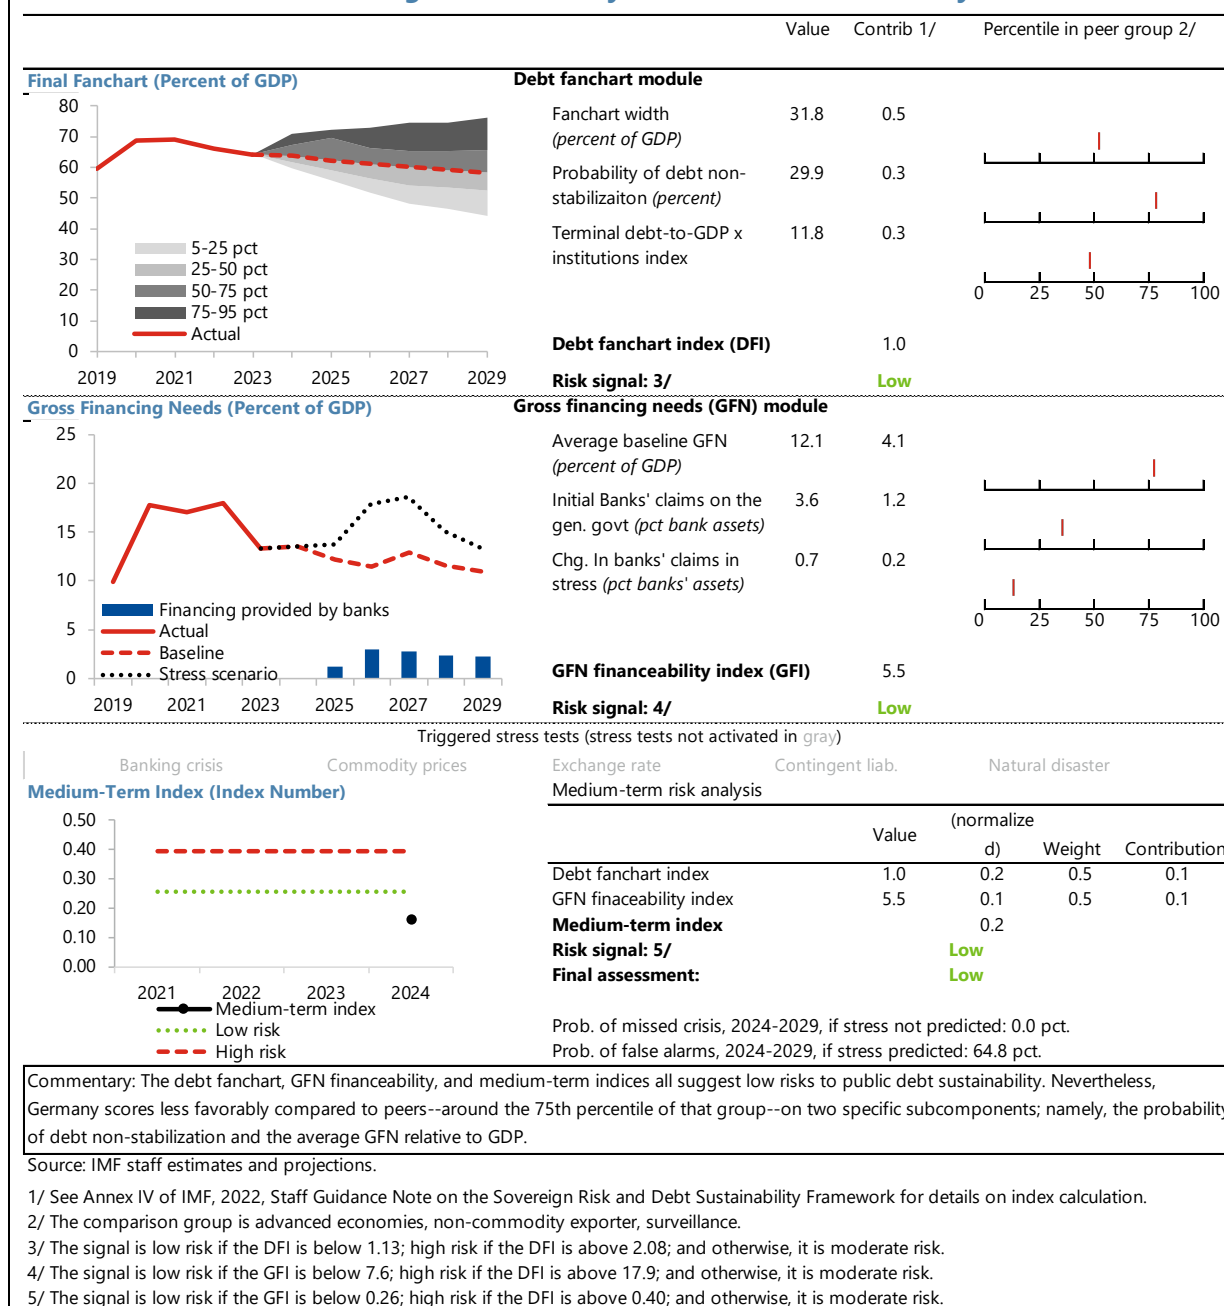 Value Contrib 1/ Percentile in peer group 2/
Final Fanchart (Percent of GDP)
80
70
60
50
40
30
20
10
0
5-25 pct
25-50 pct
50-75 pct
75-95 pct
Actual
2019 2021 2023 2025 2027 2029
Debt fanchart module
Fanchart width 31.8 0.5
(percent of GDP)
Probability of debt non- 29.9 0.3
stabilizaiton (percent)
Terminal debt-to-GDP x 11.8 0.3
institutions index
0 25 50 75 100
Debt fanchart index (DFI) 1.0
Risk signal: 3/ Low
Gross Financing Needs (Percent of GDP)
25
20
15
10
5
0
Financing provided by banks
Actual
Baseline
Stress scenario
2019 2021 2023 2025 2027 2029
Gross financing needs (GFN) module
Average baseline GFN 12.1 4.1
(percent of GDP)
Initial Banks' claims on the 3.6 1.2
gen. govt (pct bank assets)
Chg. In banks' claims in 0.7 0.2
stress (pct banks' assets)
0 25 50 75 100
GFN financeability index (GFI) 5.5
Risk signal: 4/ Low
Triggered stress tests (stress tests not activated in gray)
Banking crisis Commodity prices Exchange rate Contingent liab. Natural disaster
Medium-Term Index (Index Number)
0.50
0.40
0.30
0.20
0.10
0.00
2021 2022 2023 2024
Medium-term index
Low risk
High risk
Medium-term risk analysis
Value (normalize
d) Weight Contribution
Debt fanchart index 1.0 0.2 0.5 0.1
GFN finaceability index 5.5 0.1 0.5 0.1
Medium-term index 0.2
Risk signal: 5/ Low
Final assessment: Low
Prob. of missed crisis, 2024-2029, if stress not predicted: 0.0 pct.
Prob. of false alarms, 2024-2029, if stress predicted: 64.8 pct.
Commentary: The debt fanchart, GFN financeability, and medium-term indices all suggest low risks to public debt sustainability. Nevertheless,
Germany scores less favorably compared to peers--around the 75th percentile of that group--on two specific subcomponents; namely, the probability
of debt non-stabilization and the average GFN relative to GDP.
Source: IMF staff estimates and projections.
1/ See Annex IV of IMF, 2022, Staff Guidance Note on the Sovereign Risk and Debt Sustainability Framework for details on index calculation.
2/ The comparison group is advanced economies, non-commodity exporter, surveillance.
3/ The signal is low risk if the DFI is below 1.13; high risk if the DFI is above 2.08; and otherwise, it is moderate risk.
4/ The signal is low risk if the GFI is below 7.6; high risk if the DFI is above 17.9; and otherwise, it is moderate risk.
5/ The signal is low risk if the GFI is below 0.26; high risk if the DFI is above 0.40; and otherwise, it is moderate risk.